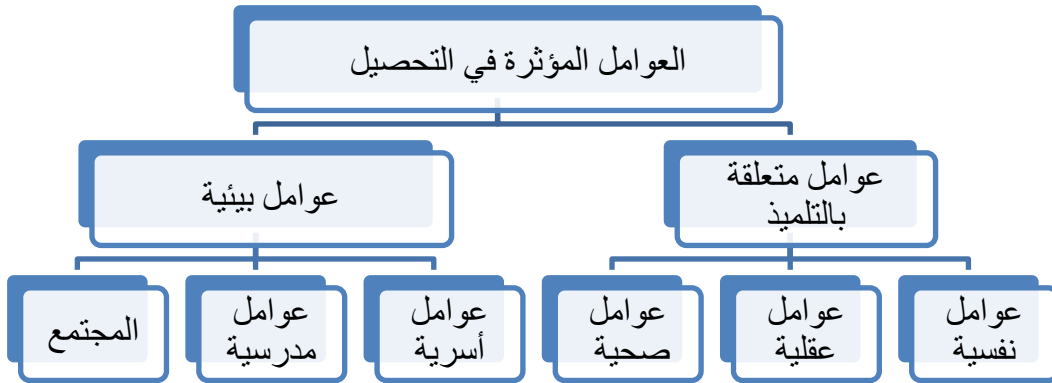 العوامل المؤثرة في التحصيل
عوامل متعلقة
بالتلميذ
عوامل بيئية
عوامل
نفسية
عوامل
عقلية
عوامل
صحية
عوامل
أسرية
عوامل
مدرسية
المجتمع